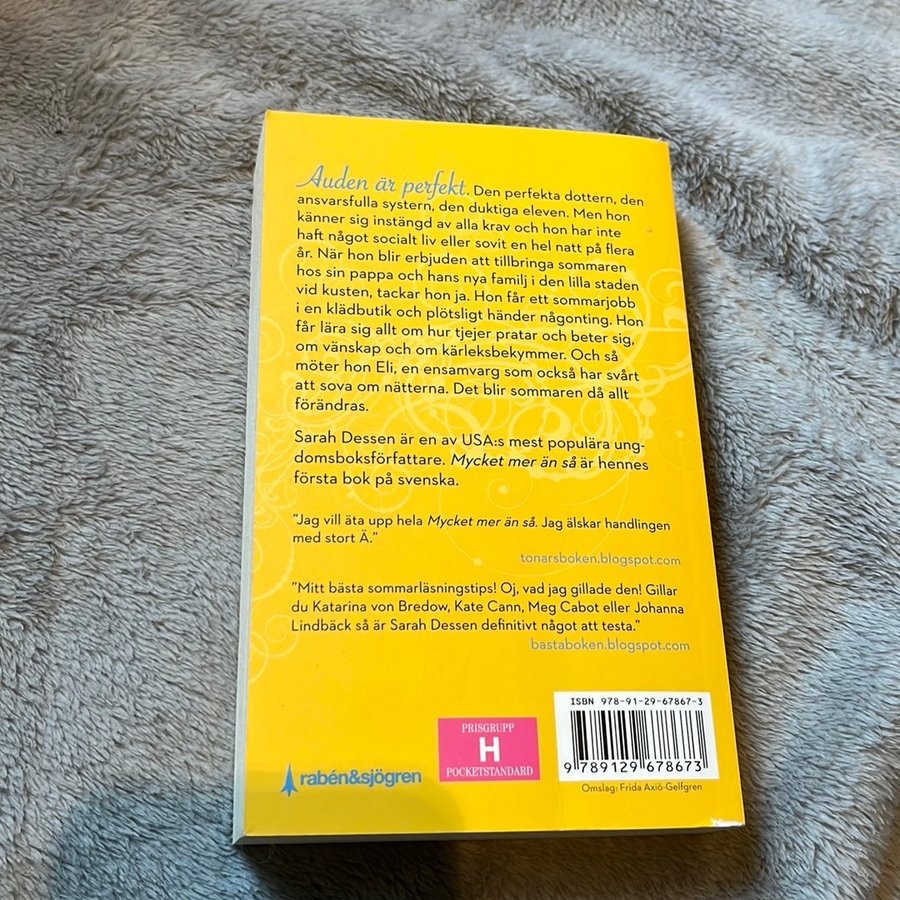 Auden är perfekt. Den perfekta dottern, den
ansvarsfulla systern, den duktiga eleven. Men hon
känner sig instängd av alla krav och hon har inte
haft något socialt liv eller sovit en hel natt på flera
år. När hon blir erbjuden att tillbringa sommaren
hos sin pappa och hans nya familj i den lilla staden
vid kusten, tackar hon ja. Hon får ett sommarjobb
i en klädbutik och plötsligt händer någonting. Hon
får lära sig allt om hur tjejer pratar och beter sig,
om vänskap och om kärleksbekymmer. Och så
möter hon Eli, en ensamvarg som också har svårt
att sova om nätterna. Det blir sommaren då allt
förändras.
Sarah Dessen är en av USA:s mest populära ung-
domsboksförfattare. Mycket mer än så är hennes
första bok på svenska.
”Jag vill äta upp hela Mycket mer än så. Jag älskar handlingen
med stort Ä.”
tonarsboken.blogspot.com
”Mitt bästa sommarläsningstips! Oj, vad jag gillade den! Gillar
du Katarina von Bredow, Kate Cann, Meg Cabot eller Johanna
Lindbäck så är Sarah Dessen definitivt något att testa.”
bastaboken.blogspot.com
rabén&sjögren
PRISGRUPP
H
POCKETSTANDARD
ISBN 978-91-29-67867-3
9 789129 678673
Omslag: Frida Axiö-Gelfgren